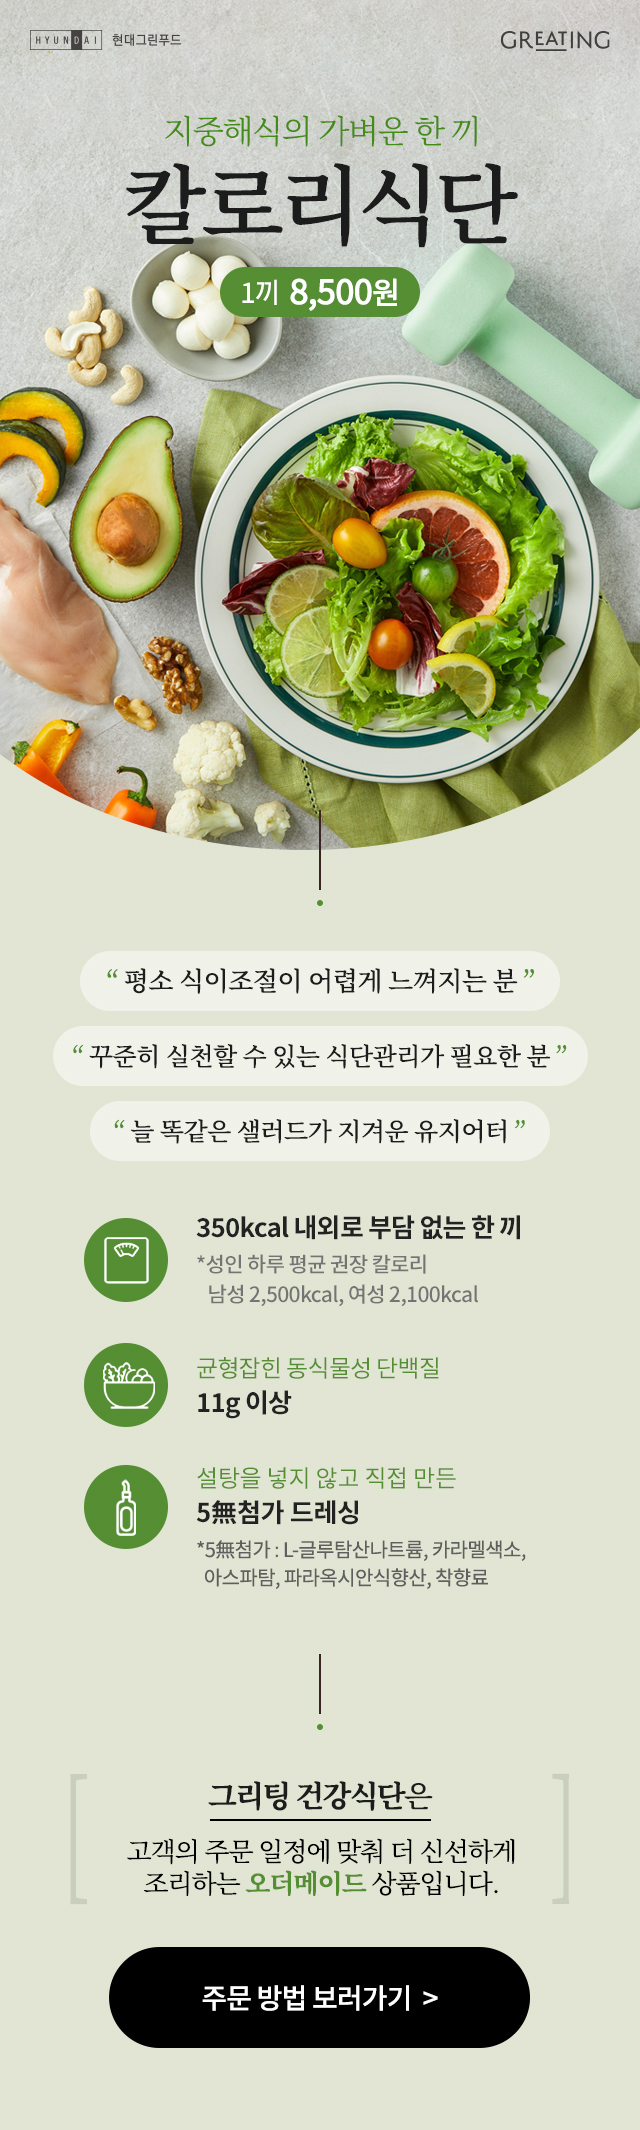 HYUNDAI 현대그린푸드
GREATING
지중해식의 가벼운 한 끼
칼로리식단
1끼 8,500원
“ 평소 식이조절이 어렵게 느껴지는 분 ”
“ 꾸준히 실천할 수 있는 식단관리가 필요한 분 ”
“ 늘 똑같은 샐러드가 지겨운 유지어터 ”
350kcal 내외로 부담 없는 한 끼
*성인 하루 평균 권장 칼로리
남성 2,500kcal, 여성 2,100kcal
균형잡힌 동식물성 단백질
11g 이상
설탕을 넣지 않고 직접 만든
5無첨가 드레싱
*5無첨가 : L-글루탐산나트륨, 카라멜색소,
아스파탐, 파라옥시안식향산, 착향료
그리팅 건강식단은
고객의 주문 일정에 맞춰 더 신선하게
조리하는 오더메이드 상품입니다.
주문 방법 보러가기 >